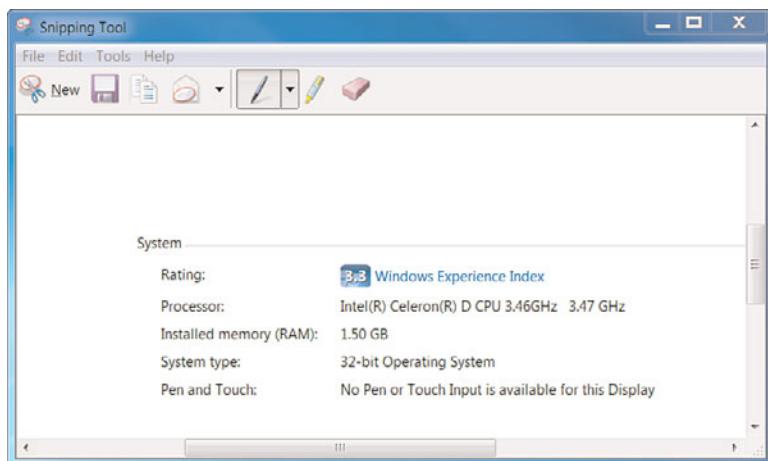 Snipping Tool
File Edit Tools Help
New
System
Rating: 3,3 Windows Experience Index
Processor: Intel(R) Celeron(R) D CPU 3.46GHz 3.47 GHz
Installed memory (RAM): 1.50 GB
System type: 32-bit Operating System
Pen and Touch: No Pen or Touch Input is available for this Display